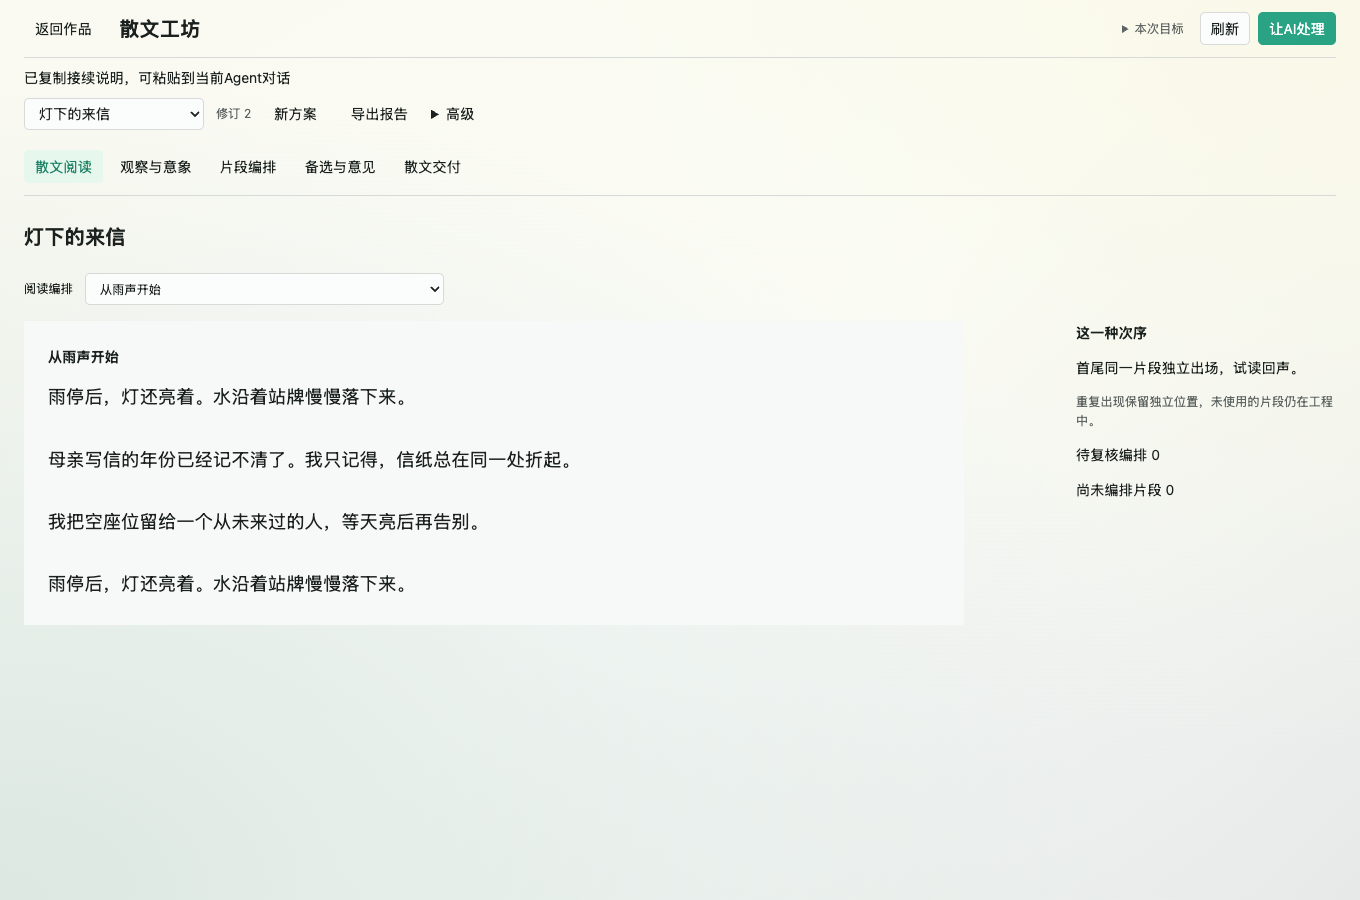 返回作品
散文工坊
本次目标
刷新
让AI处理
已复制接续说明，可粘贴到当前Agent对话
灯下的来信
修订 2
新方案
导出报告
高级
散文阅读
观察与意象
片段编排
备选与意见
散文交付
灯下的来信
阅读编排
从雨声开始
从雨声开始
雨停后，灯还亮着。水沿着站牌慢慢落下来。
母亲写信的年份已经记不清了。我只记得，信纸总在同一处折起。
我把空座位留给一个从未来过的人，等天亮后再告别。
雨停后，灯还亮着。水沿着站牌慢慢落下来。
这一种次序
首尾同一片段独立出场，试读回声。
重复出现保留独立位置，未使用的片段仍在工程
中。
待复核编排 0
尚未编排片段 0